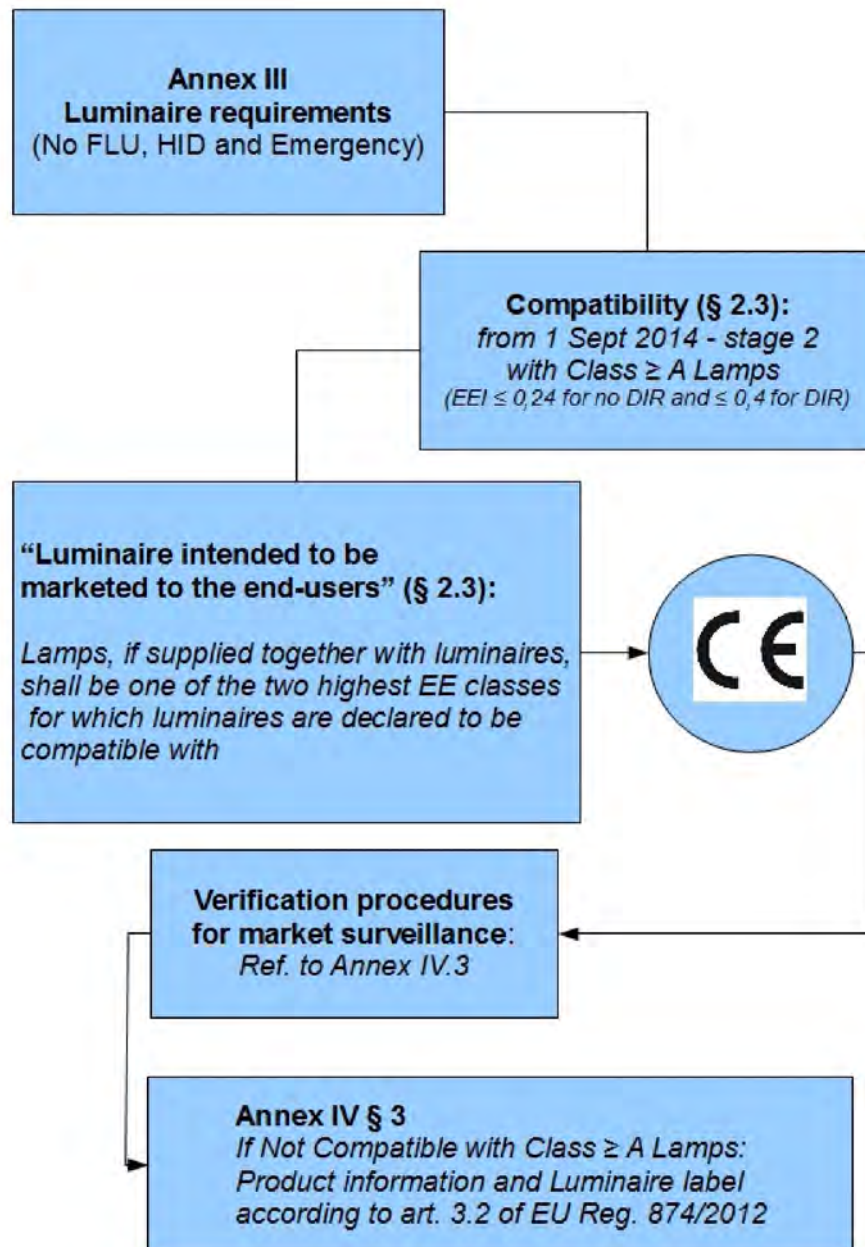 Annex III
Luminaire requirements
(No FLU, HID and Emergency)
Compatibility (§ 2.3):
from 1 Sept 2014 - stage 2
with Class ≥ A Lamps
(EEI ≤ 0,24 for no DIR and ≤ 0,4 for DIR)
“Luminaire intended to be
marketed to the end-users” (§ 2.3):
Lamps, if supplied together with luminaires,
shall be one of the two highest EE classes
for which luminaires are declared to be
compatible with
CE
Verification procedures
for market surveillance:
Ref. to Annex IV.3
Annex IV § 3
If Not Compatible with Class ≥ A Lamps:
Product information and Luminaire label
according to art. 3.2 of EU Reg. 874/2012